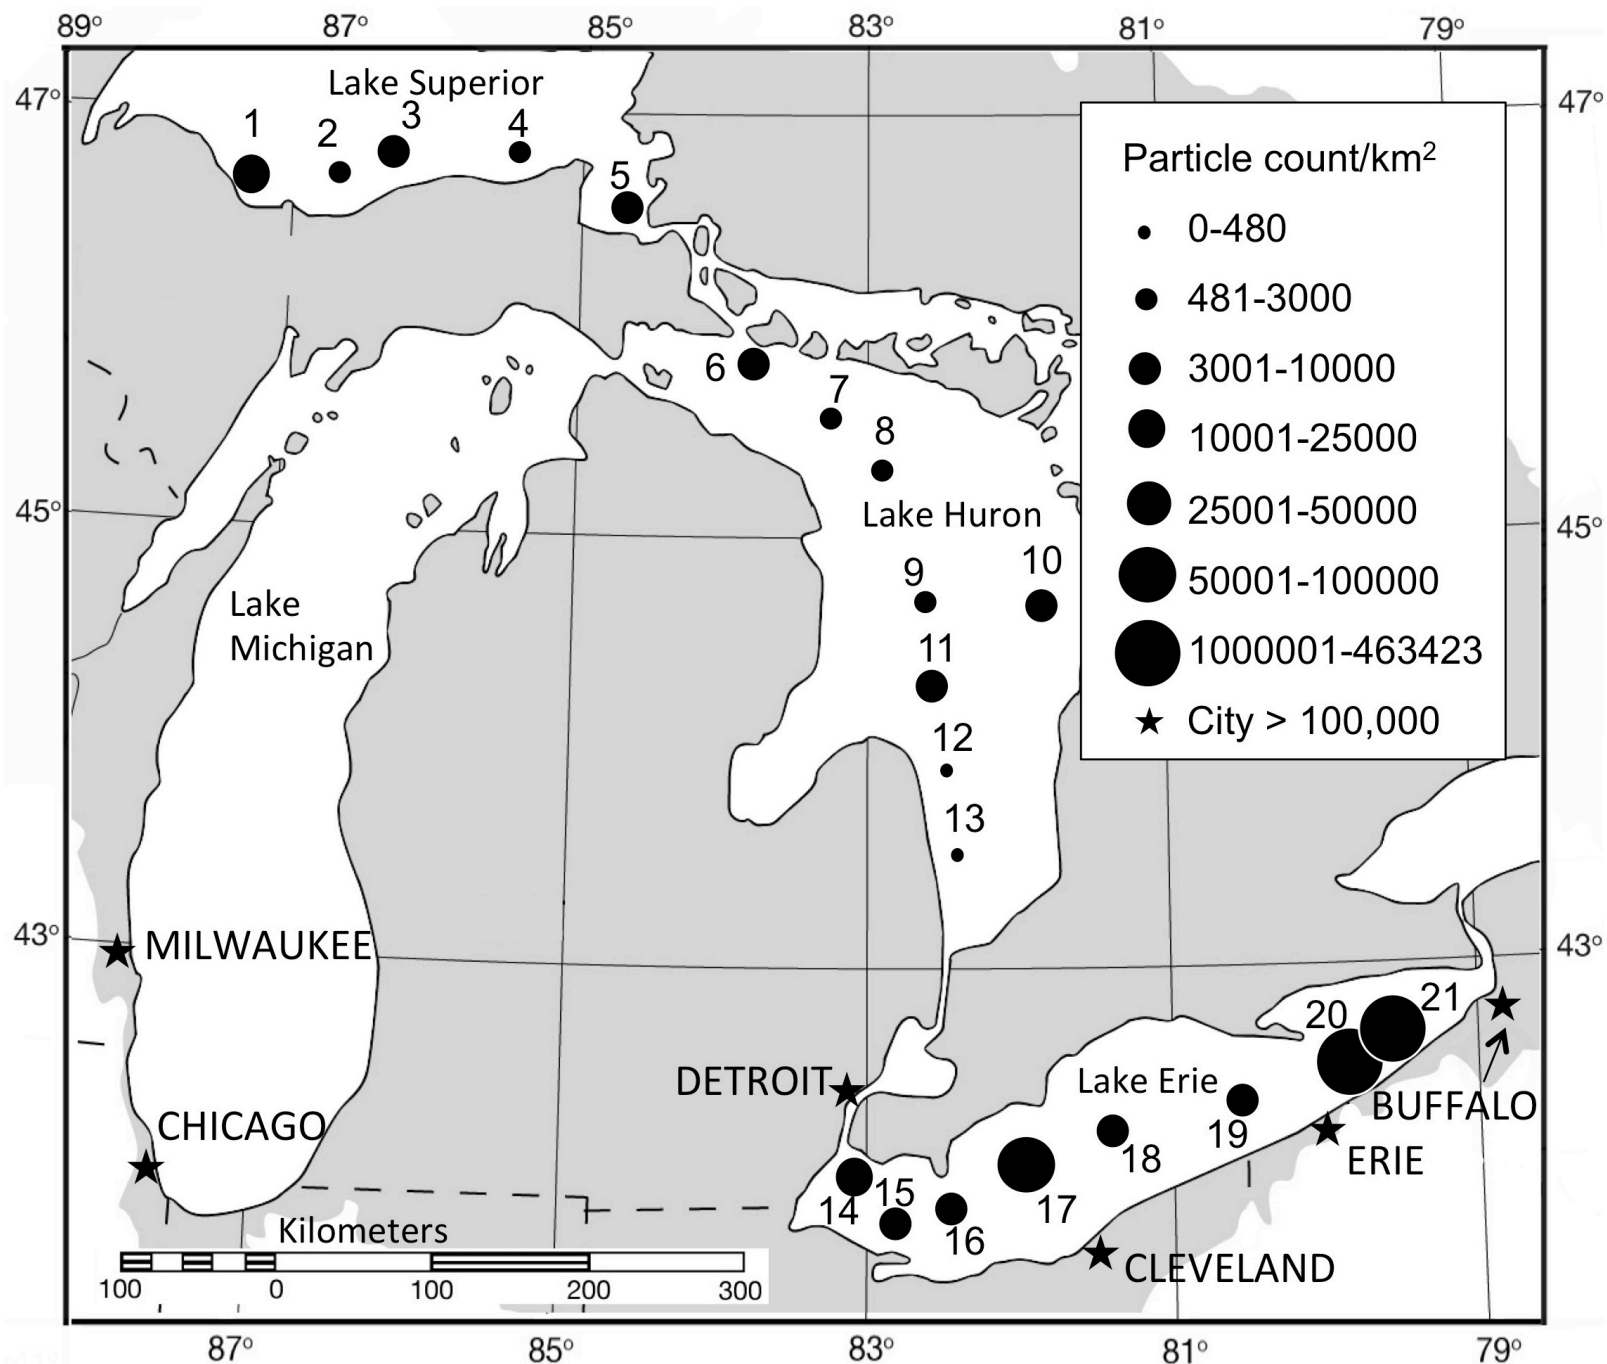 89° 87° 85° 83° 81° 79°
47° 47°
Lake Superior
1 2 3 4 5
Particle count/km²
0-480
481-3000
3001-10000
10001-25000
25001-50000
50001-100000
1000001-463423
City > 100,000
6
7
8
Lake Huron
45° 45°
9 10
11
12
13
Lake
Michigan
43° 43°
MILWAUKEE
CHICAGO
DETROIT
Lake Erie
20 21
BUFFALO
ERIE
19
18
17
14 15
16
CLEVELAND
Kilometers
100 0 100 200 300
87° 85° 83° 81° 79°